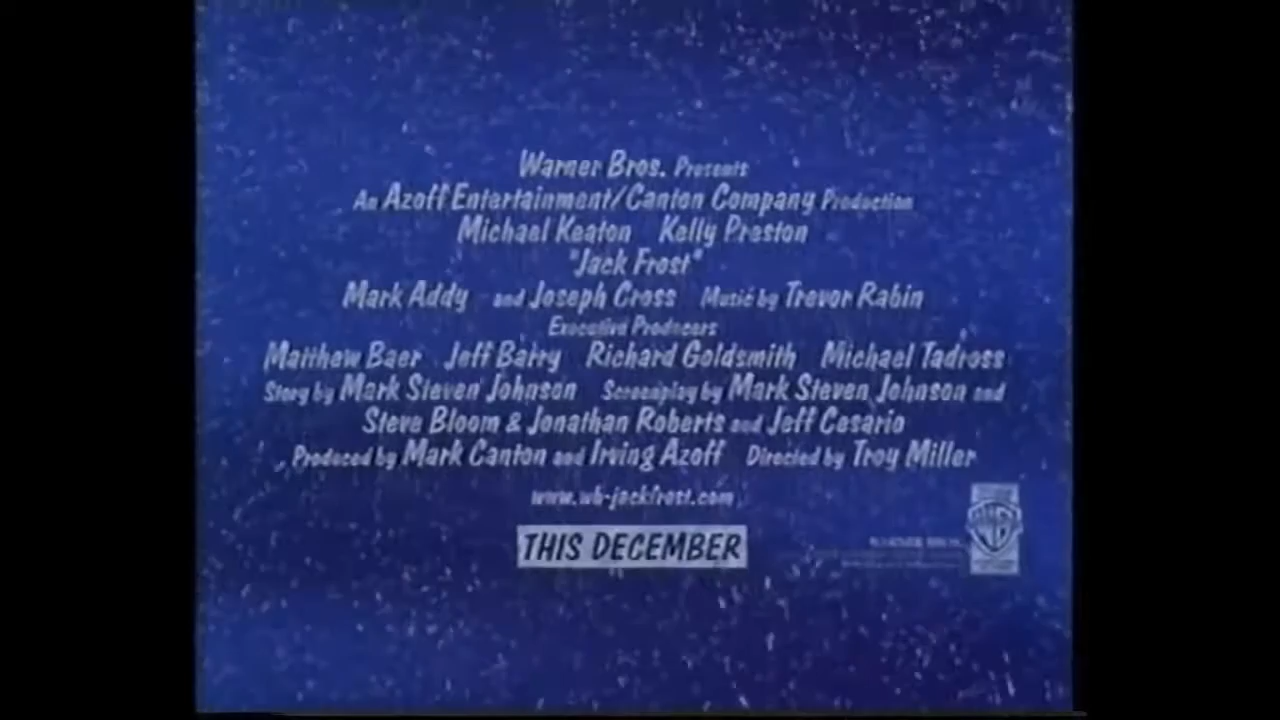 Warner Bros. Presents
An Azoff Entertainment/Canton Company Production
Michael Keaton Kelly Preston
"Jack Frost"
Mark Addy and Joseph Cross Music by Trevor Rabin
Executive Producers
Matthew Baer Jeff Barry Richard Goldsmith Michael Tadross
Story by Mark Steven Johnson Screenplay by Mark Steven Johnson and
Steve Bloom & Jonathan Roberts and Jeff Cesario
Produced by Mark Canton and Irving Azoff Directed by Troy Miller
www.wb-jackfrost.com
THIS DECEMBER